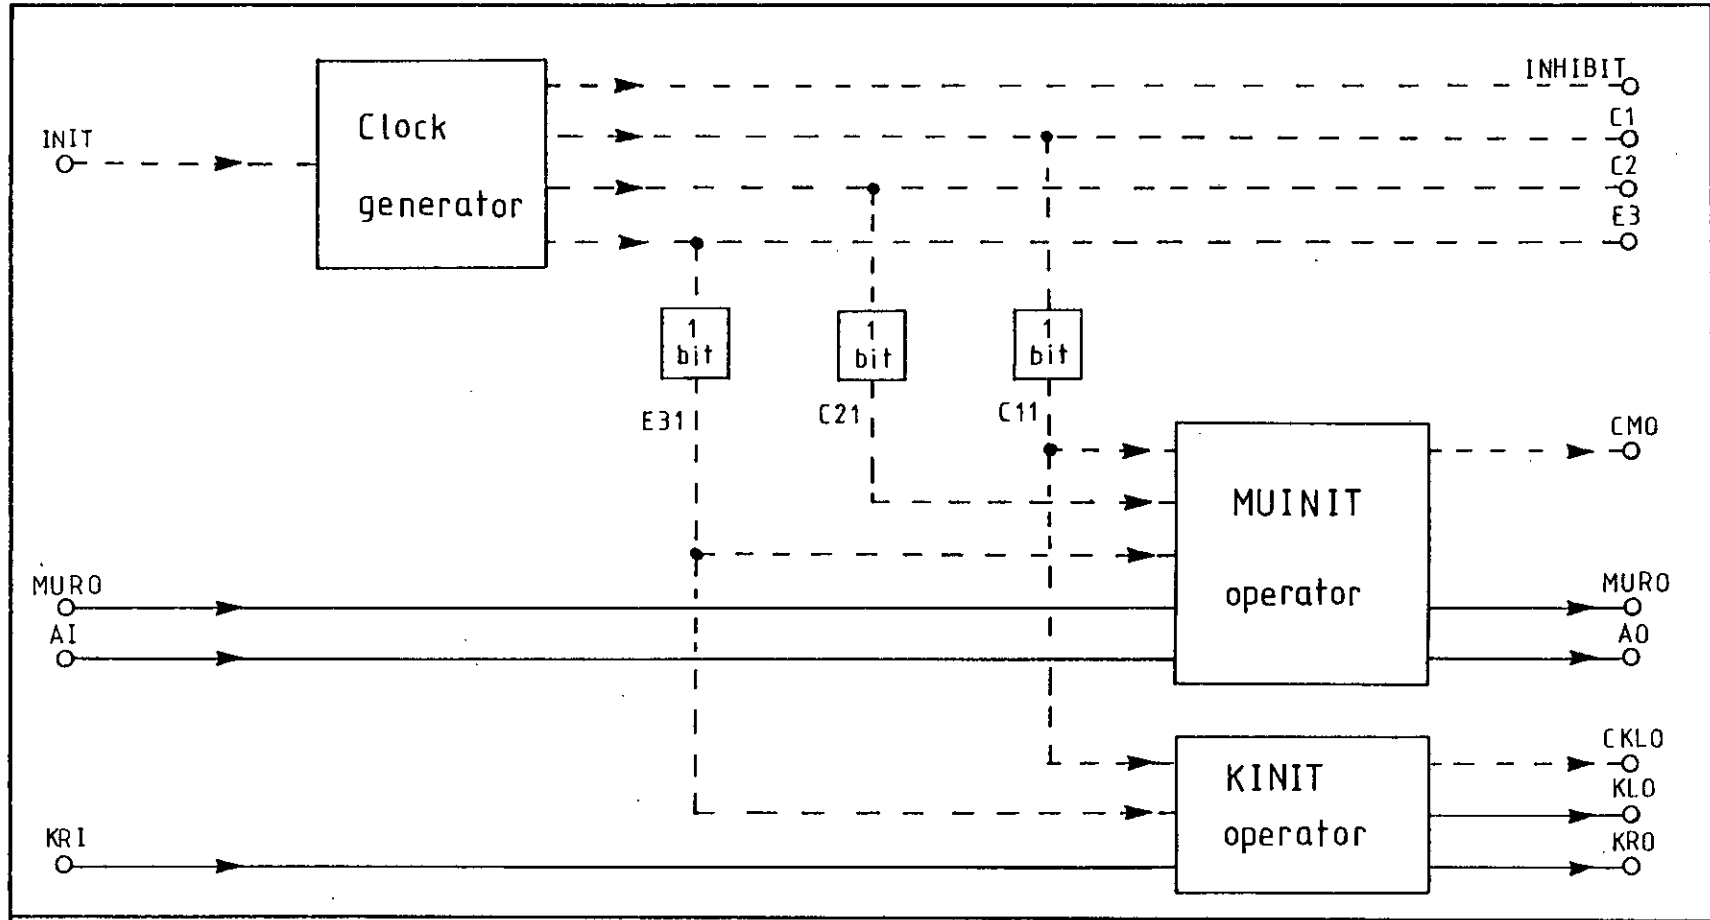 INHIBIT
C1
Clock
INIT
C2
generator
E3
1
bit
1
bit
1
bit
E31
C21
C11
CMO
MUINIT
operator
MURO
MURO
AI
AO
CKLO
KINIT
KLO
operator
KRI
KRO